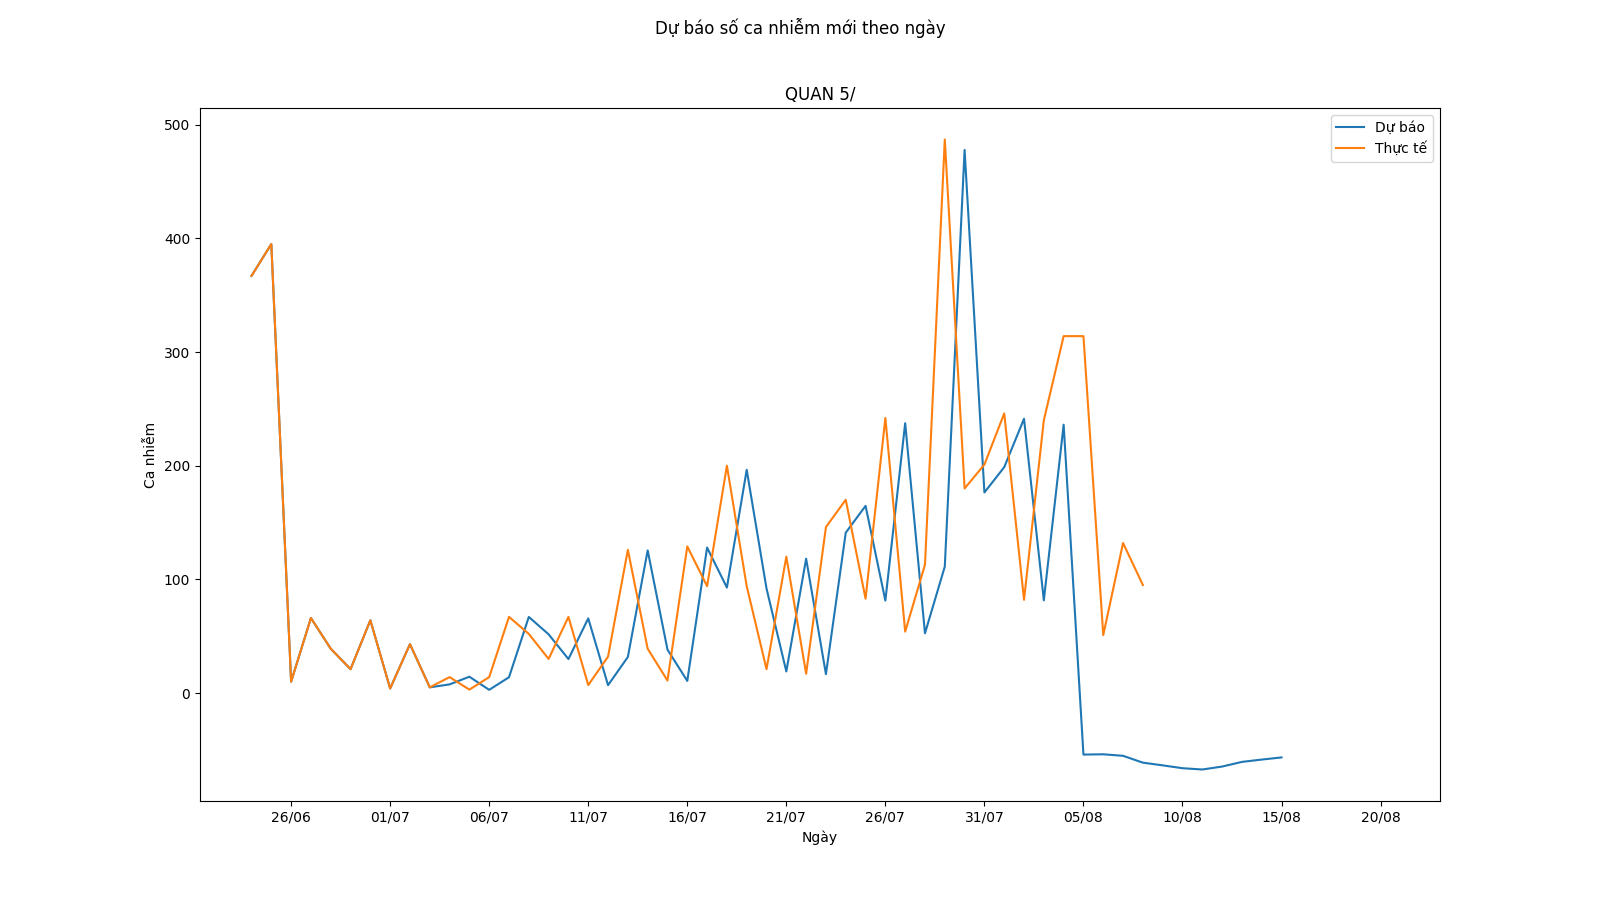 Dự báo số ca nhiễm mới theo ngày
QUAN 5/
Dự báo
Thực tế
500
400
300
200
100
0
Ca nhiễm
26/06 01/07 06/07 11/07 16/07 21/07 26/07 31/07 05/08 10/08 15/08 20/08
Ngày